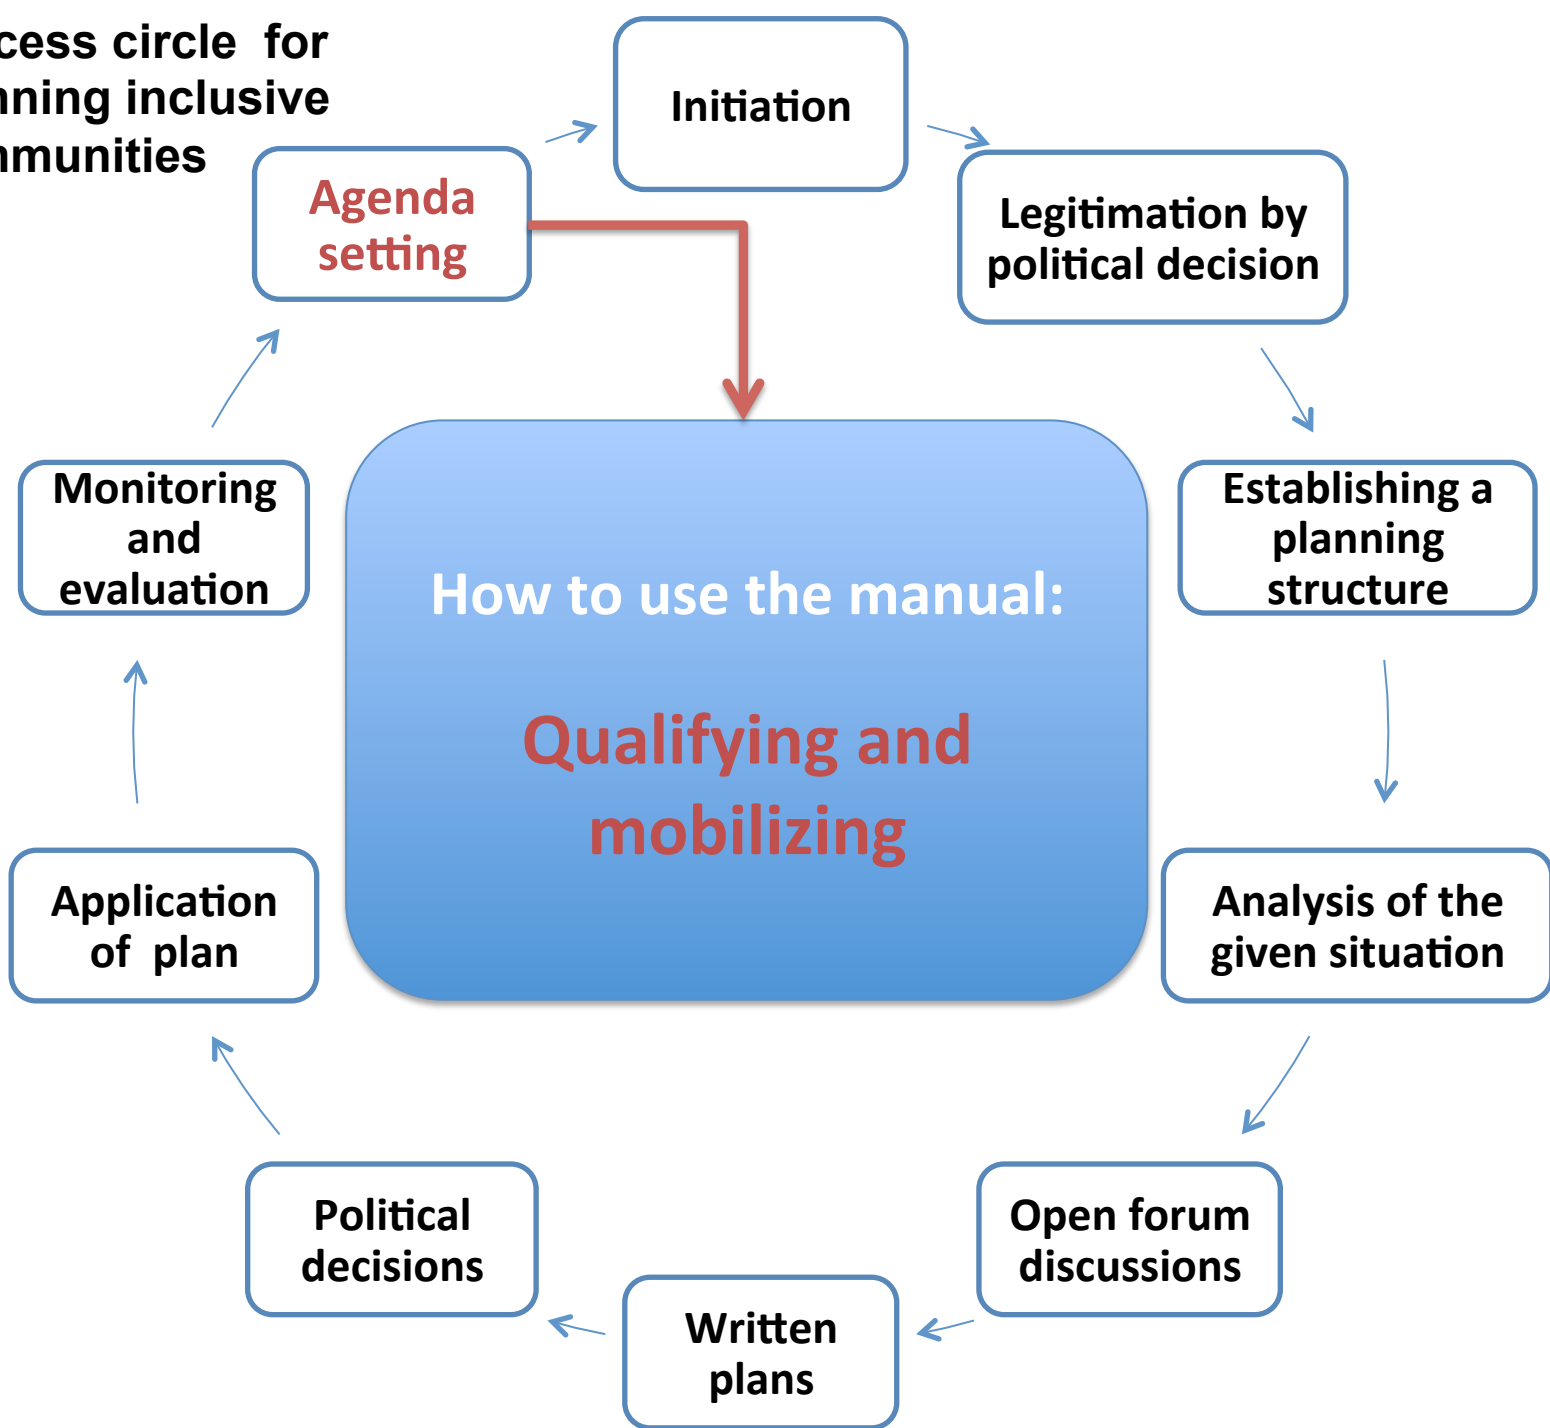 cess circle for
nning inclusive
mmunities
Initiation
Agenda
setting
Legitimation by
political decision
Monitoring
and
evaluation
Establishing a
planning
structure
How to use the manual:
Qualifying and
mobilizing
Application
of plan
Analysis of the
given situation
Political
decisions
Open forum
discussions
Written
plans